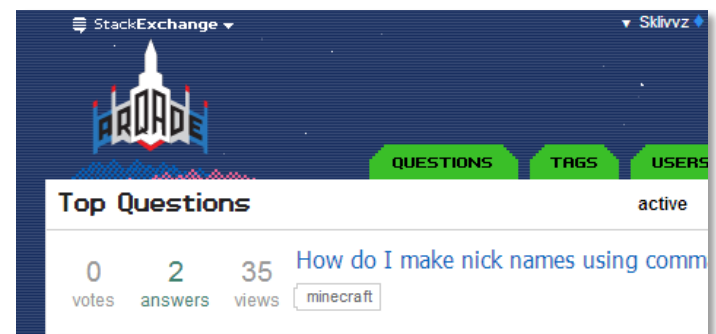 StackExchange
Sklivvz
ARQADE
QUESTIONS TAGS USERS
Top Questions
active
How do I make nick names using comm
0 2 35
votes answers views
minecraft